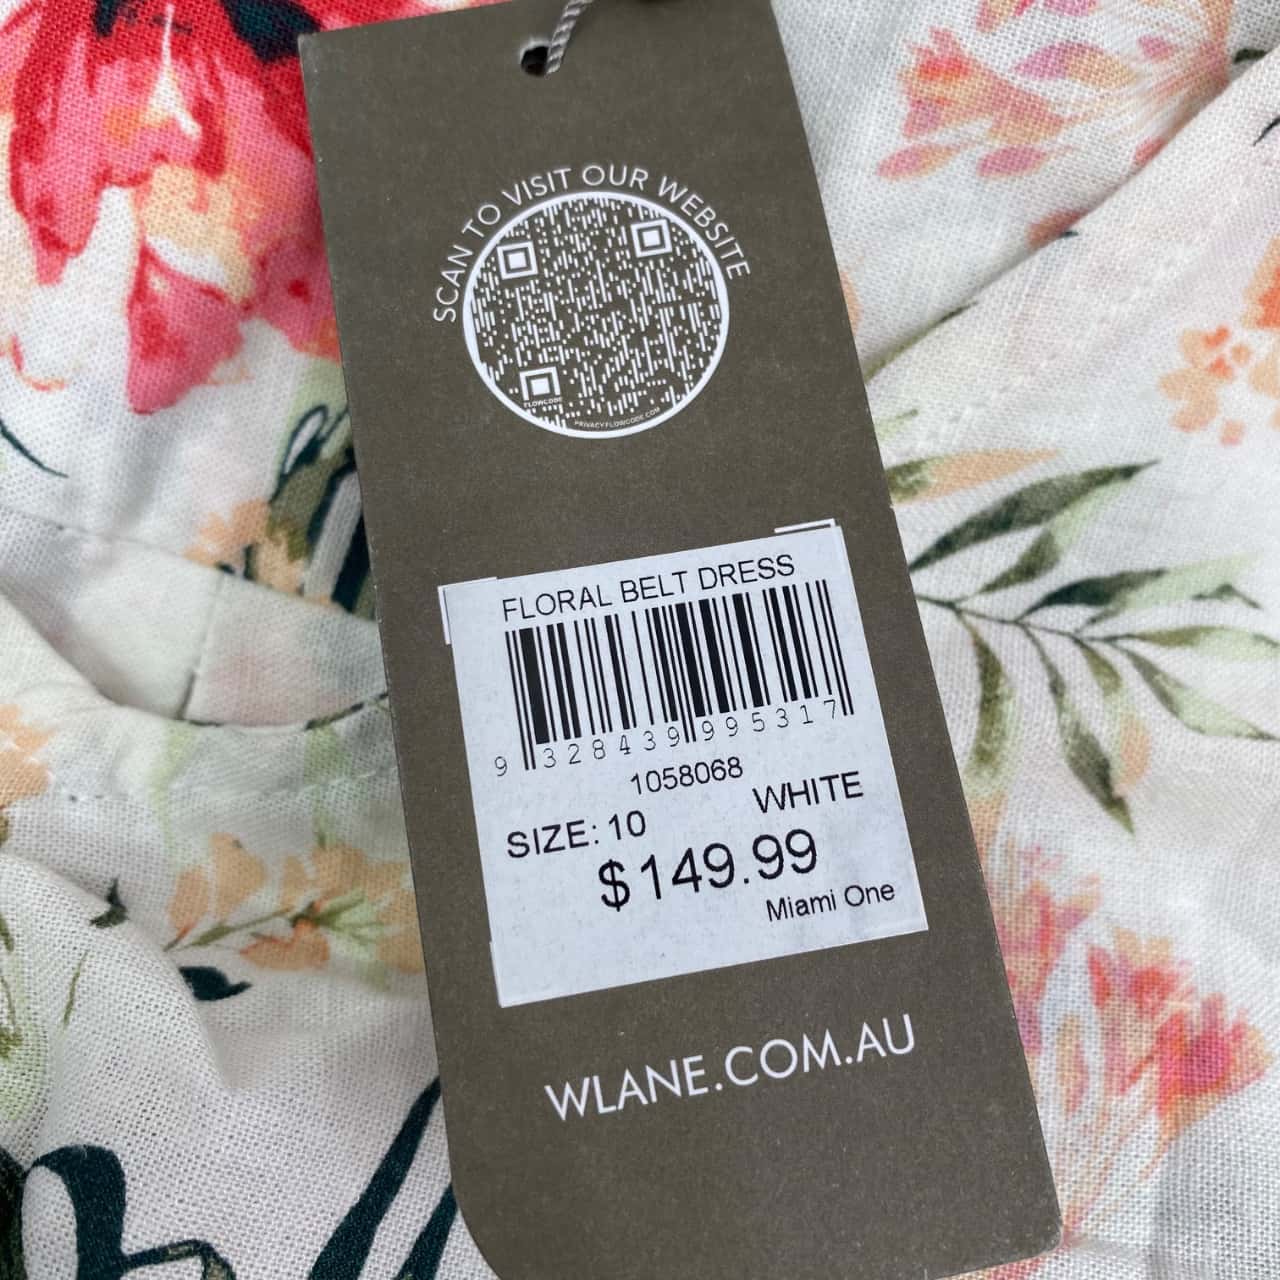 SCAN TO VISIT OUR WEBSITE
FLOWCODE
PRIVACY.FLOWCODE.COM
FLORAL BELT DRESS
9 328439 995317
1058068
SIZE: 10 WHITE
$149.99
Miami One
WLANE.COM.AU